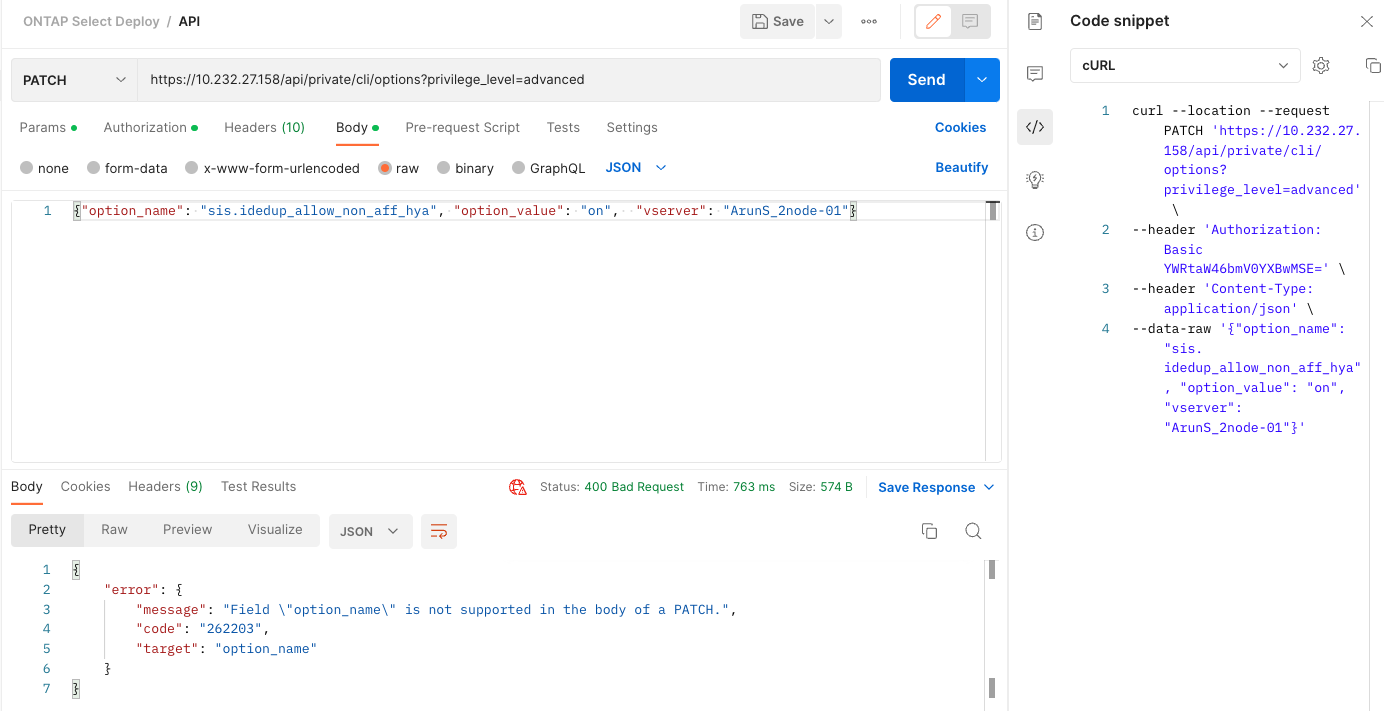 ONTAP Select Deploy / API
Save
PATCH
https://10.232.27.158/api/private/cli/options?privilege_level=advanced
Send
Params
Authorization
Headers (10)
Body
Pre-request Script
Tests
Settings
Cookies
none
form-data
x-www-form-urlencoded
raw
binary
GraphQL
JSON
Beautify
1 {"option_name": "sis.idedup_allow_non_aff_hya", "option_value": "on",  "vserver": "ArunS_2node-01"}
Body
Cookies
Headers (9)
Test Results
Status: 400 Bad Request
Time: 763 ms
Size: 574 B
Save Response
Pretty
Raw
Preview
Visualize
JSON
1 {
2 "error": {
3 "message": "Field \"option_name\" is not supported in the body of a PATCH.",
4 "code": "262203",
5 "target": "option_name"
6 }
7 }
Code snippet
cURL
1 curl --location --request
PATCH 'https://10.232.27.
158/api/private/cli/
options?
privilege_level=advanced'
\
2 --header 'Authorization:
Basic
YWRtaW46bmV0YXBwMSE=' \
3 --header 'Content-Type:
application/json' \
4 --data-raw '{"option_name":
"sis.
idedup_allow_non_aff_hya"
, "option_value": "on",
"vserver":
"ArunS_2node-01"}'